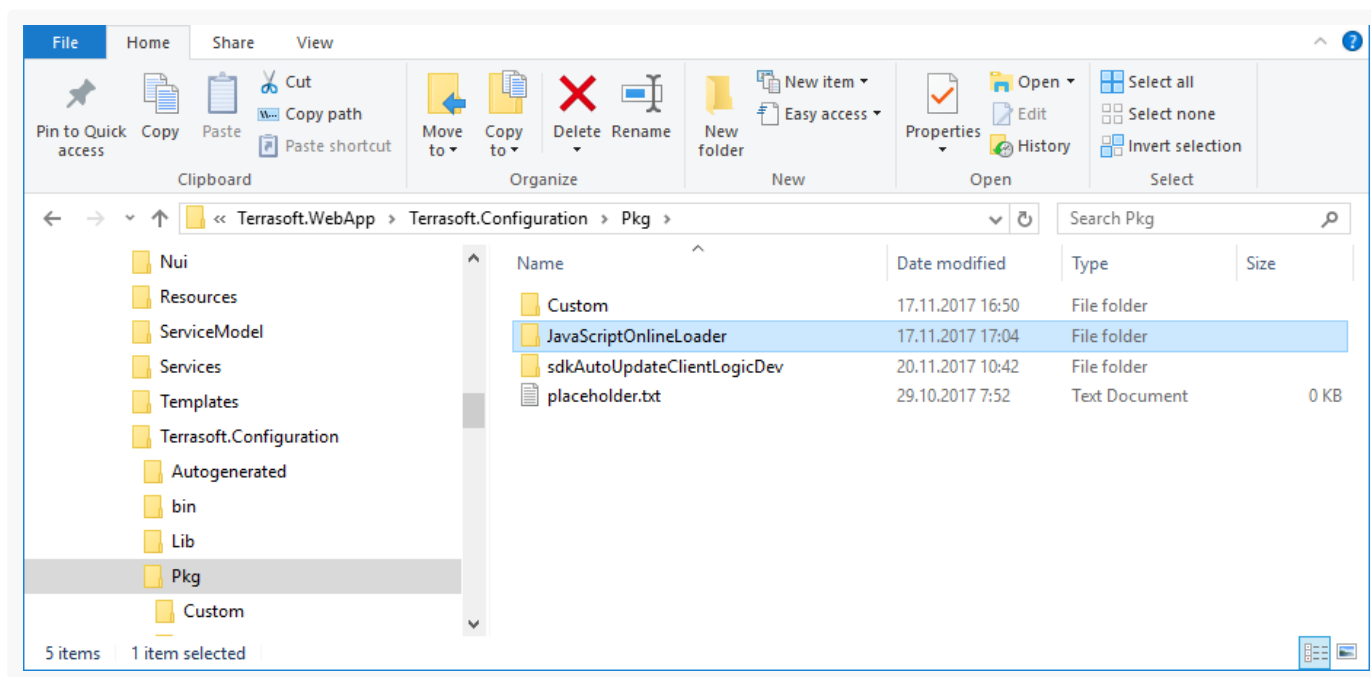 File Home Share View
Pin to Quick access
Copy
Paste
Cut
Copy path
Paste shortcut
Clipboard
Move to
Copy to
Delete
Rename
Organize
New folder
New item
Easy access
New
Properties
Open
Edit
History
Open
Select all
Select none
Invert selection
Select
« Terrasoft.WebApp › Terrasoft.Configuration › Pkg ›
Search Pkg
Nui
Resources
ServiceModel
Services
Templates
Terrasoft.Configuration
Autogenerated
bin
Lib
Pkg
Custom
Name Date modified Type Size
Custom 17.11.2017 16:50 File folder
JavaScriptOnlineLoader 17.11.2017 17:04 File folder
sdkAutoUpdateClientLogicDev 20.11.2017 10:42 File folder
placeholder.txt 29.10.2017 7:52 Text Document 0 KB
5 items 1 item selected